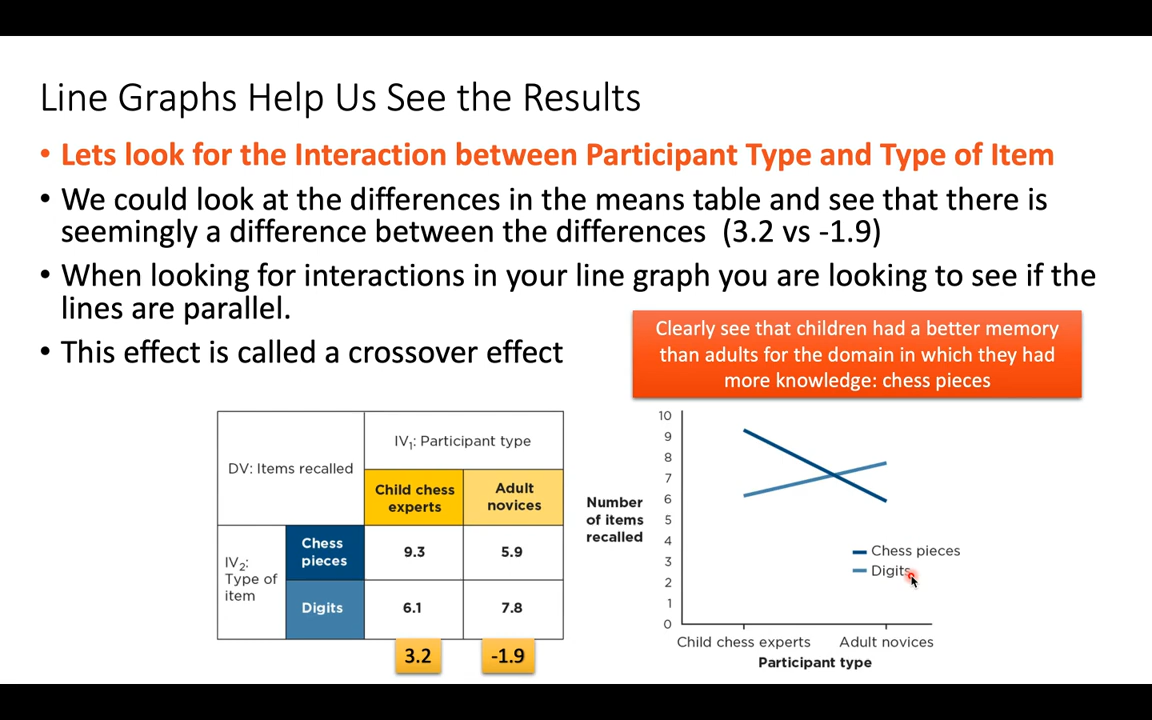 Line Graphs Help Us See the Results
• Lets look for the Interaction between Participant Type and Type of Item
• We could look at the differences in the means table and see that there is
seemingly a difference between the differences (3.2 vs -1.9)
• When looking for interactions in your line graph you are looking to see if the
lines are parallel.
• This effect is called a crossover effect
Clearly see that children had a better memory
than adults for the domain in which they had
more knowledge: chess pieces
DV: Items recalled
IV₁: Participant type
Child chess
experts
Adult
novices
IV₂:
Type of
item
Chess
pieces
9.3
5.9
Digits
6.1
7.8
3.2
-1.9
Number
of items
recalled
10
9
8
7
6
5
4
3
2
1
0
Chess pieces
Digits
Child chess experts
Adult novices
Participant type